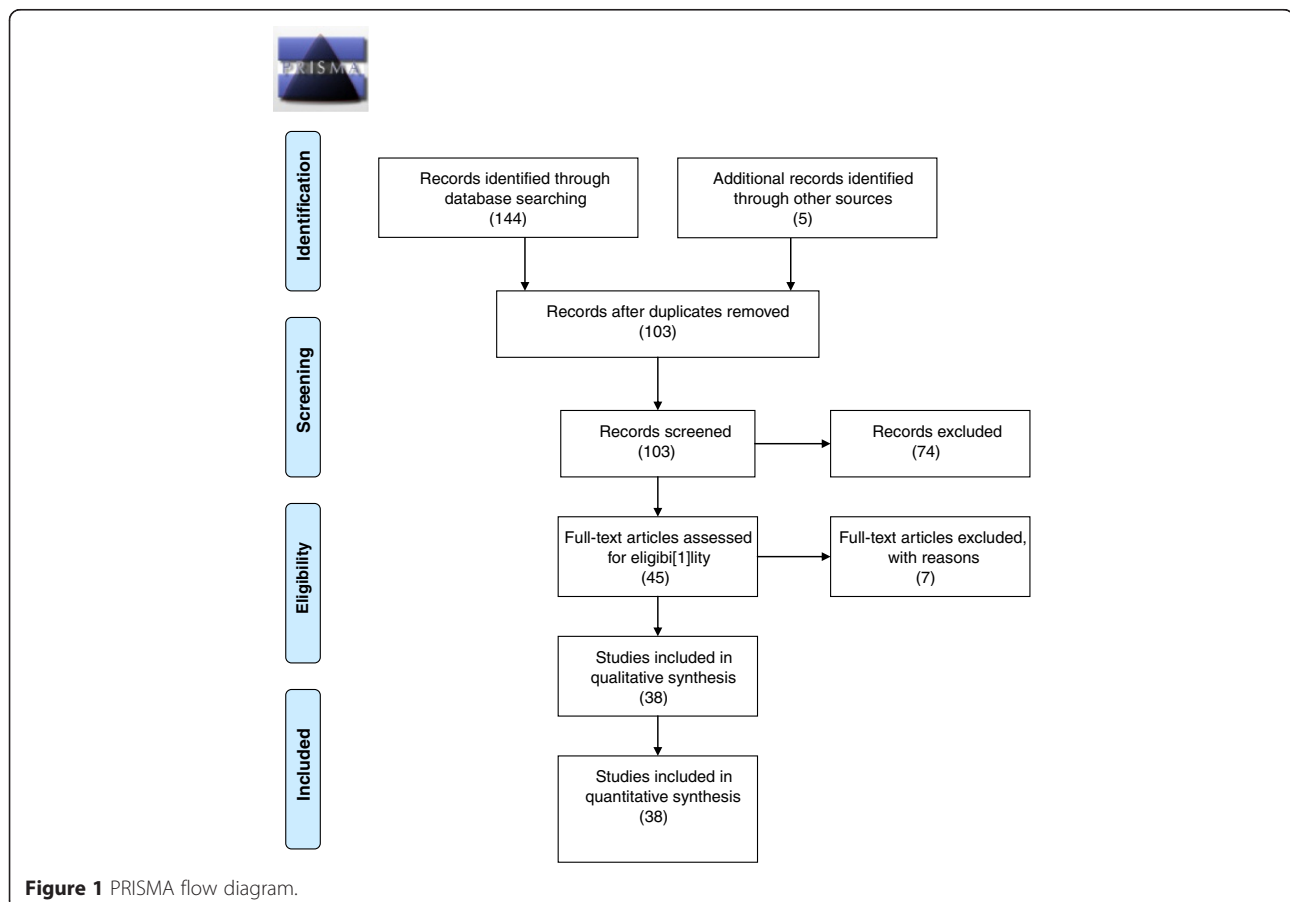 PRISMA
Identification
Records identified through
database searching
(144)
Additional records identified
through other sources
(5)
Records after duplicates removed
(103)
Screening
Records screened
(103)
Records excluded
(74)
Eligibility
Full-text articles assessed
for eligibi[1]lity
(45)
Full-text articles excluded,
with reasons
(7)
Studies included in
qualitative synthesis
(38)
Included
Studies included in
quantitative synthesis
(38)
Figure 1 PRISMA flow diagram.